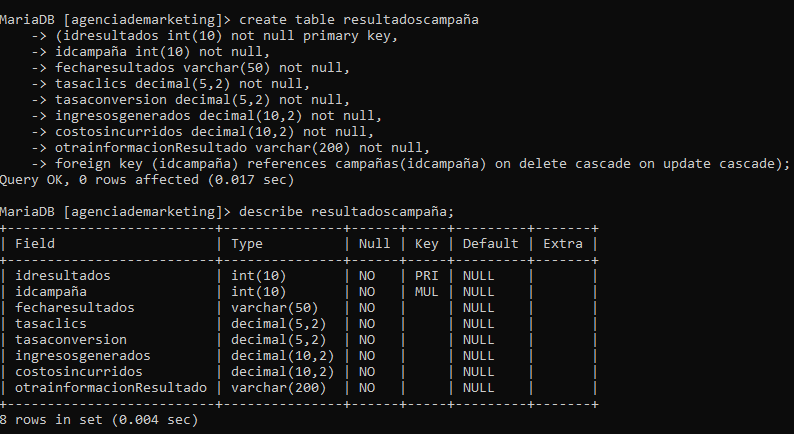 MariaDB [agenciademarketing]> create table resultadoscampaña
    -> (idresultados int(10) not null primary key,
    -> idcampaña int(10) not null,
    -> fecharesultados varchar(50) not null,
    -> tasaclics decimal(5,2) not null,
    -> tasaconversion decimal(5,2) not null,
    -> ingresosgenerados decimal(10,2) not null,
    -> costosincurridos decimal(10,2) not null,
    -> otrainformacionResultado varchar(200) not null,
    -> foreign key (idcampaña) references campañas(idcampaña) on delete cascade on update cascade);
Query OK, 0 rows affected (0.017 sec)

MariaDB [agenciademarketing]> describe resultadoscampaña;
+--------------------------+---------------+------+-----+---------+-------+
| Field                    | Type          | Null | Key | Default | Extra |
+--------------------------+---------------+------+-----+---------+-------+
| idresultados             | int(10)       | NO   | PRI | NULL    |       |
| idcampaña                | int(10)       | NO   | MUL | NULL    |       |
| fecharesultados          | varchar(50)   | NO   |     | NULL    |       |
| tasaclics                | decimal(5,2)  | NO   |     | NULL    |       |
| tasaconversion           | decimal(5,2)  | NO   |     | NULL    |       |
| ingresosgenerados        | decimal(10,2) | NO   |     | NULL    |       |
| costosincurridos         | decimal(10,2) | NO   |     | NULL    |       |
| otrainformacionResultado | varchar(200)  | NO   |     | NULL    |       |
+--------------------------+---------------+------+-----+---------+-------+
8 rows in set (0.004 sec)